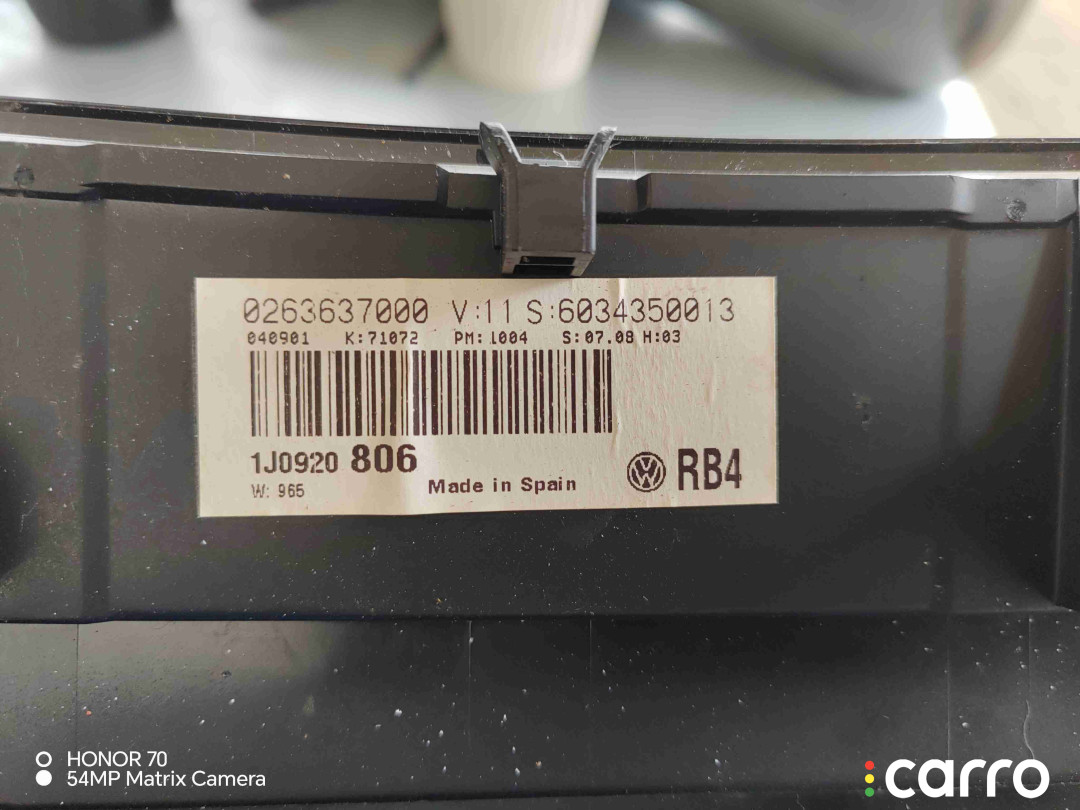 0263637000 V:11 S:6034350013
040901 K:71072 PM:1004 S:07.08 H:03
1J0920 806
W: 965
Made in Spain
RB4
HONOR 70
54MP Matrix Camera
carro